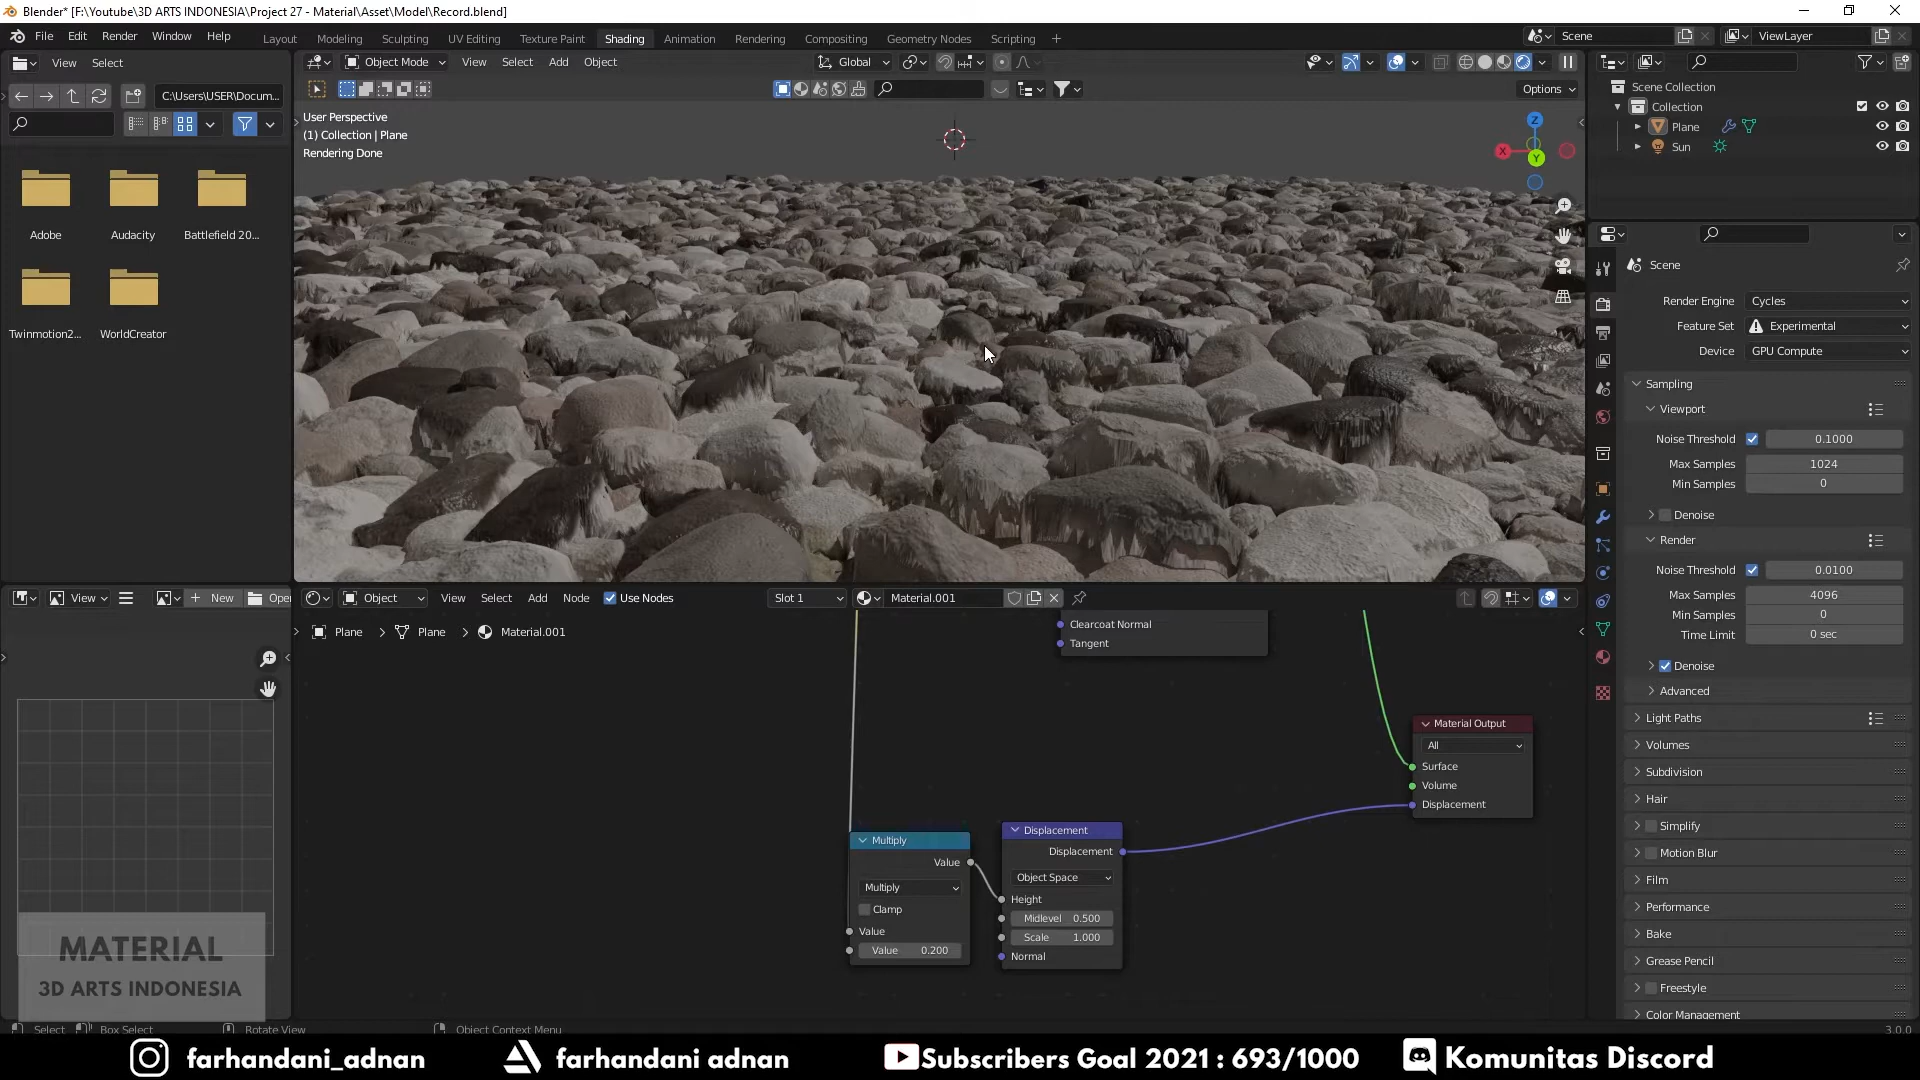 Blender* [F:\Youtube\3D ARTS INDONESIA\Project 27 - Material\Asset\Model\Record.blend]
File Edit Render Window Help
Layout Modeling Sculpting UV Editing Texture Paint Shading Animation Rendering Compositing Geometry Nodes Scripting +
Scene
ViewLayer
View Select
C:\Users\USER\Docum...
Adobe
Audacity
Battlefield 20...
Twinmotion2...
WorldCreator
Object Mode View Select Add Object
Global
Options
User Perspective
(1) Collection | Plane
Rendering Done
Z
X
Y
Scene Collection
Collection
Plane
Sun
Scene
Render Engine Cycles
Feature Set Experimental
Device GPU Compute
Sampling
Viewport
Noise Threshold 0.1000
Max Samples 1024
Min Samples 0
Denoise
Render
Noise Threshold 0.0100
Max Samples 4096
Min Samples 0
Time Limit 0 sec
Denoise
Advanced
Light Paths
Volumes
Subdivision
Hair
Simplify
Motion Blur
Film
Performance
Bake
Grease Pencil
Freestyle
Color Management
View
+ New
Open
Object View Select Add Node Use Nodes
Slot 1
Material.001
Plane > Plane > Material.001
Clearcoat Normal
Tangent
Material Output
All
Surface
Volume
Displacement
Multiply
Value
Multiply
Clamp
Value
Value 0.200
Displacement
Displacement
Object Space
Height
Midlevel 0.500
Scale 1.000
Normal
MATERIAL
3D ARTS INDONESIA
Select
Box Select
Rotate View
Object Context Menu
3.0.0
farhandani_adnan
farhandani adnan
Subscribers Goal 2021 : 693/1000
Komunitas Discord